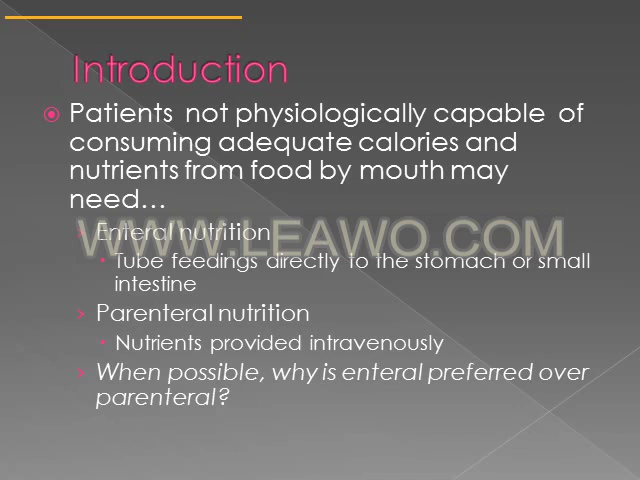 Introduction
Patients not physiologically capable of
consuming adequate calories and
nutrients from food by mouth may
need…
Enteral nutrition
WWW.LEAWO.COM
Tube feedings directly to the stomach or small
intestine
Parenteral nutrition
Nutrients provided intravenously
When possible, why is enteral preferred over
parenteral?